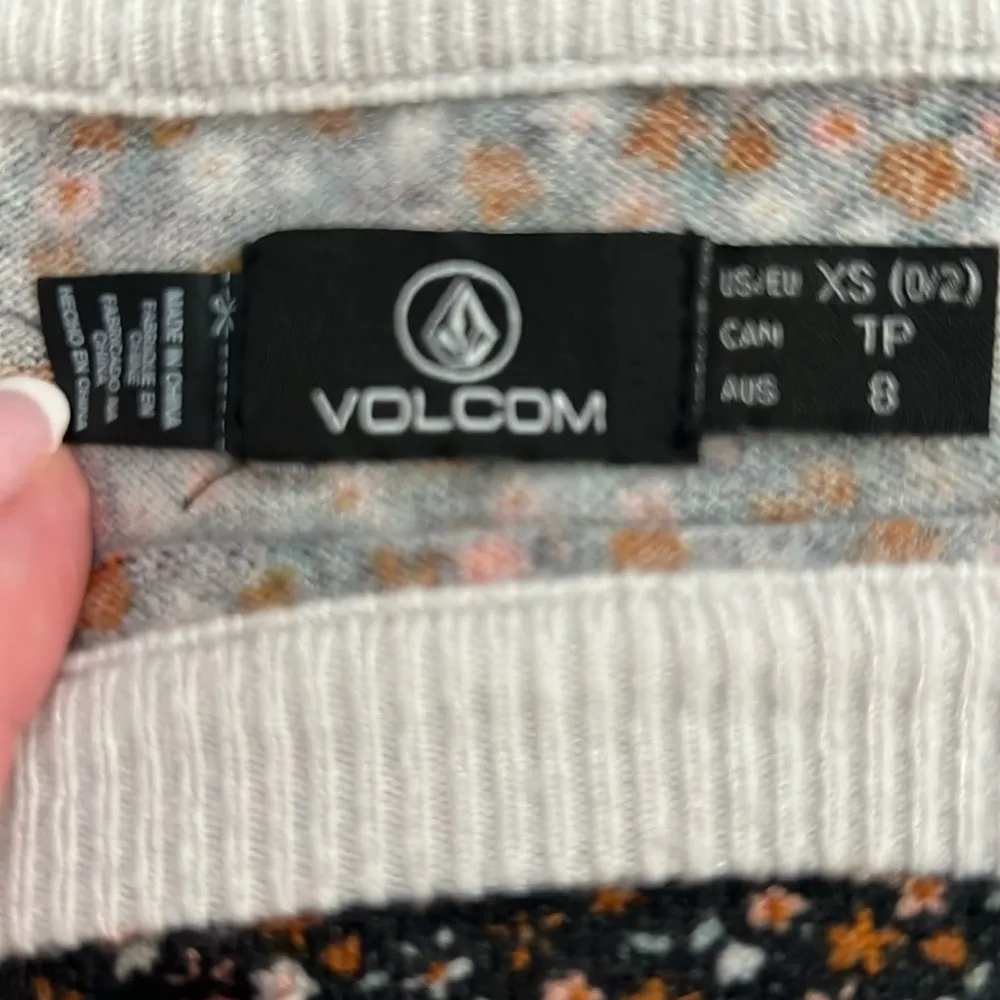 MADE IN CHINA
FABRIQUÉ EN
CHINE
FABRICADO NA
CHINA
HECHO EN CHINA
VOLCOM
US/EU XS (0/2)
CAN TP
AUS 8